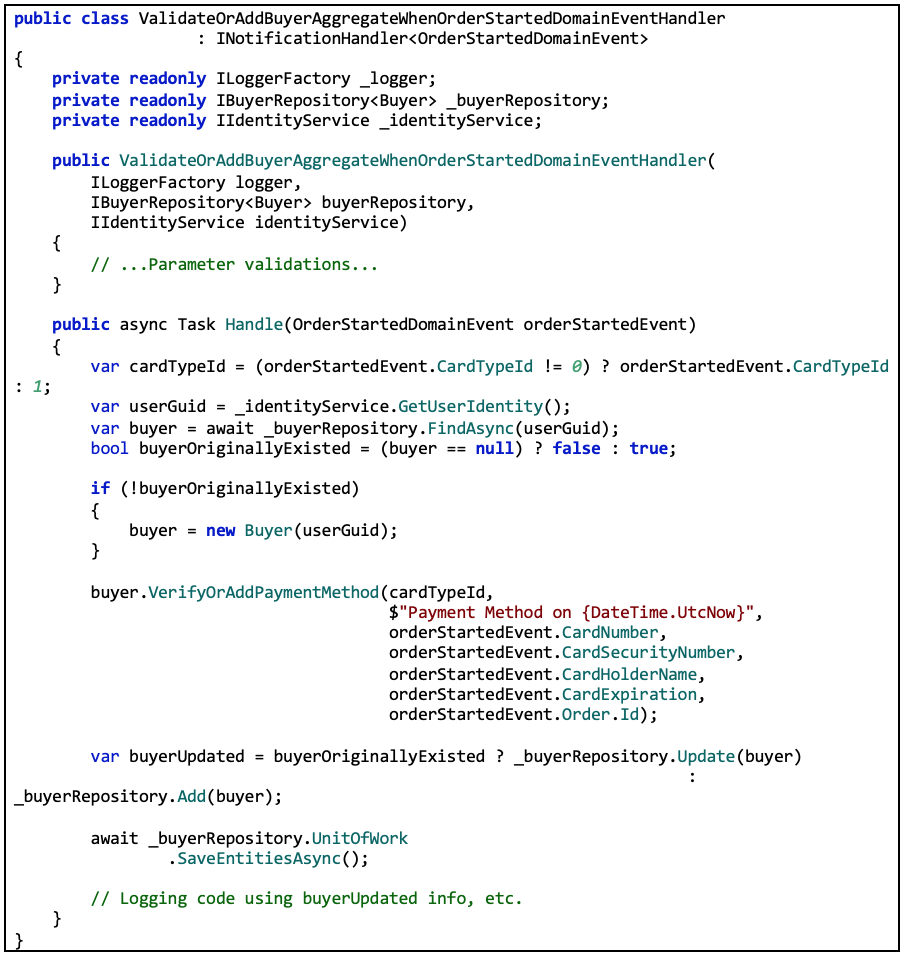 public class ValidateOrAddBuyerAggregateWhenOrderStartedDomainEventHandler
                   : INotificationHandler<OrderStartedDomainEvent>
{
    private readonly ILoggerFactory _logger;
    private readonly IBuyerRepository<Buyer> _buyerRepository;
    private readonly IIdentityService _identityService;

    public ValidateOrAddBuyerAggregateWhenOrderStartedDomainEventHandler(
        ILoggerFactory logger,
        IBuyerRepository<Buyer> buyerRepository,
        IIdentityService identityService)
    {
        // ...Parameter validations...
    }

    public async Task Handle(OrderStartedDomainEvent orderStartedEvent)
    {
        var cardTypeId = (orderStartedEvent.CardTypeId != 0) ? orderStartedEvent.CardTypeId
: 1;
        var userGuid = _identityService.GetUserIdentity();
        var buyer = await _buyerRepository.FindAsync(userGuid);
        bool buyerOriginallyExisted = (buyer == null) ? false : true;

        if (!buyerOriginallyExisted)
        {
            buyer = new Buyer(userGuid);
        }

        buyer.VerifyOrAddPaymentMethod(cardTypeId,
                                       $"Payment Method on {DateTime.UtcNow}",
                                       orderStartedEvent.CardNumber,
                                       orderStartedEvent.CardSecurityNumber,
                                       orderStartedEvent.CardHolderName,
                                       orderStartedEvent.CardExpiration,
                                       orderStartedEvent.Order.Id);

        var buyerUpdated = buyerOriginallyExisted ? _buyerRepository.Update(buyer)
                                                                      :
_buyerRepository.Add(buyer);

        await _buyerRepository.UnitOfWork
                .SaveEntitiesAsync();

        // Logging code using buyerUpdated info, etc.
    }
}